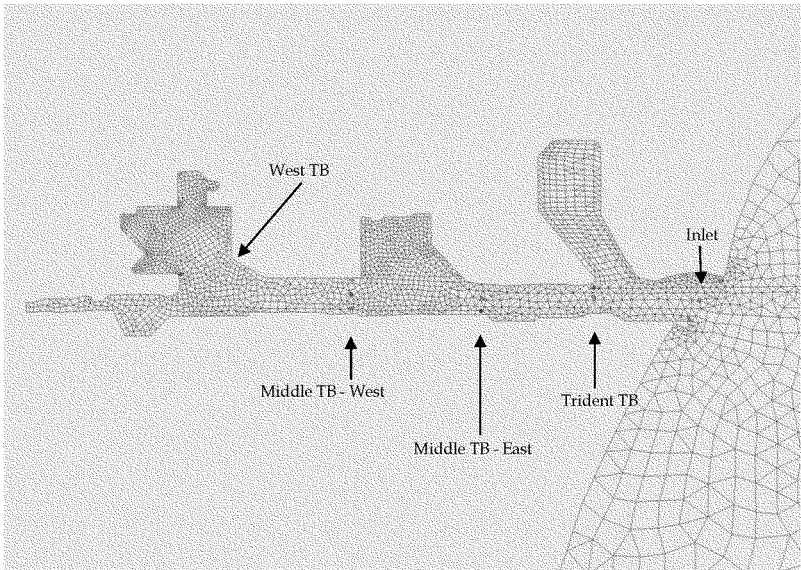 West TB
Inlet
Middle TB - West
Trident TB
Middle TB - East